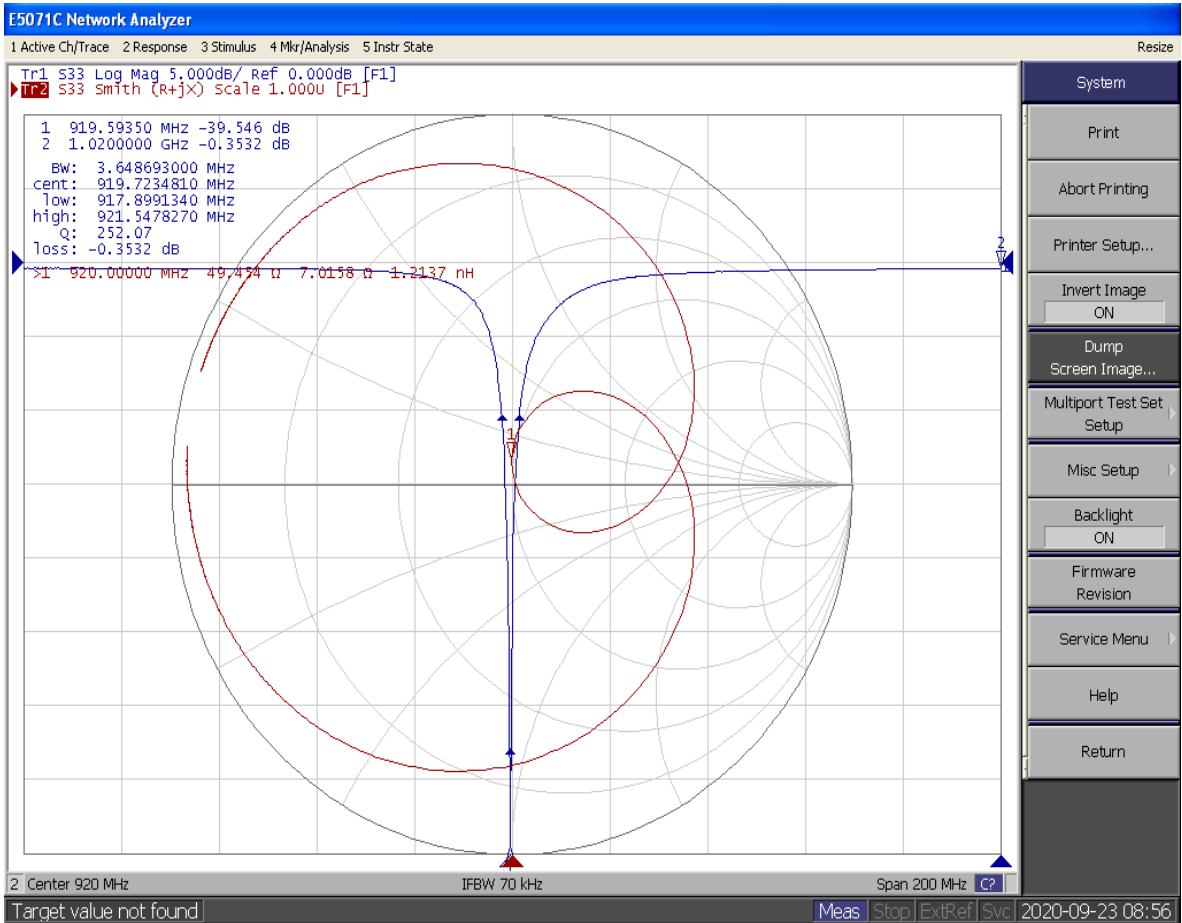 E5071C Network Analyzer
1 Active Ch/Trace 2 Response 3 Stimulus 4 Mkr/Analysis 5 Instr State Resize
Tr1 S33 Log Mag 5.000dB/ Ref 0.000dB [F1]
Tr2 S33 Smith (R+jX) Scale 1.000U [F1]
1 919.59350 MHz -39.546 dB
2 1.0200000 GHz -0.3532 dB
BW: 3.648693000 MHz
cent: 919.7234810 MHz
low: 917.8991340 MHz
high: 921.5478270 MHz
Q: 252.07
loss: -0.3532 dB
>1 920.00000 MHz 49.454 Ω 7.0158 Ω 1.2137 nH
2
1
2 Center 920 MHz IFBW 70 kHz Span 200 MHz C?
System
Print
Abort Printing
Printer Setup...
Invert Image
ON
Dump
Screen Image...
Multiport Test Set
Setup
Misc Setup
Backlight
ON
Firmware
Revision
Service Menu
Help
Return
Target value not found Meas Stop ExtRef Svc 2020-09-23 08:56